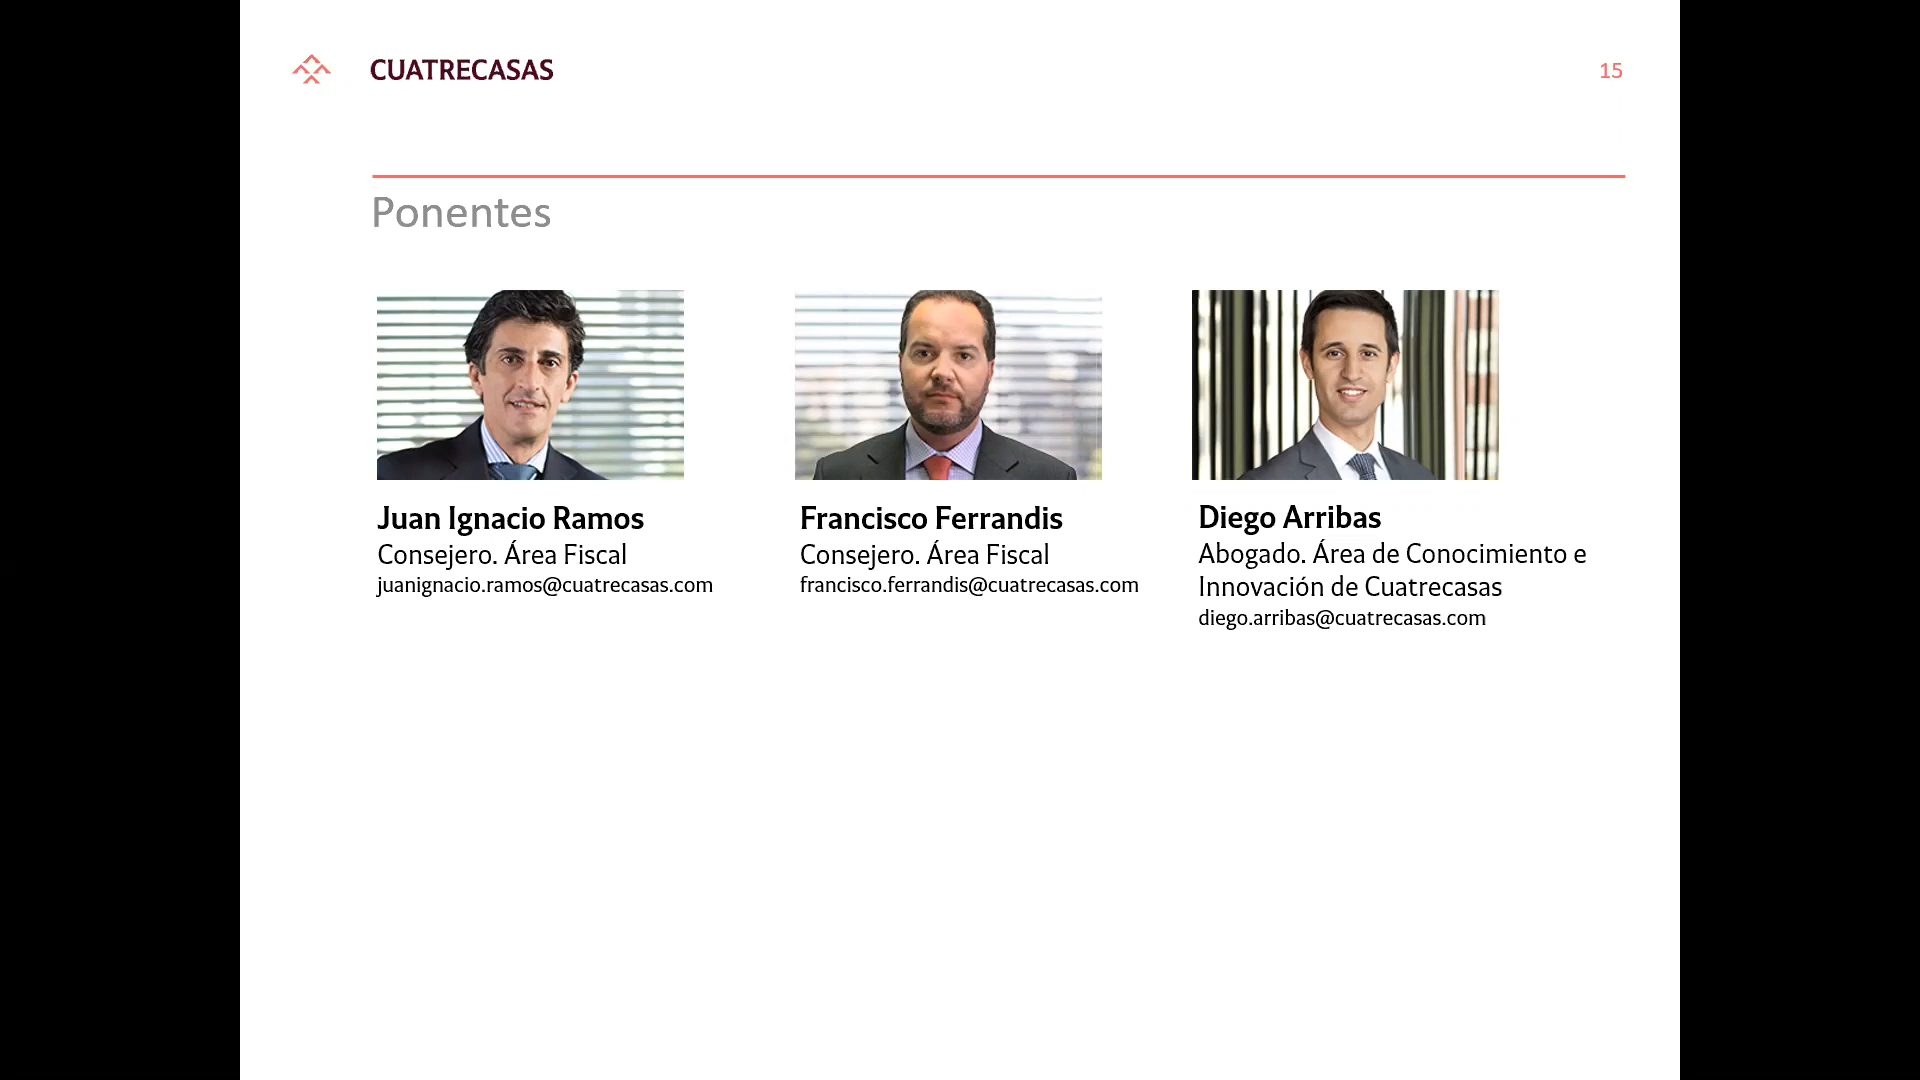 CUATRECASAS
15
Ponentes
Juan Ignacio Ramos
Consejero. Área Fiscal
juanignacio.ramos@cuatrecasas.com
Francisco Ferrandis
Consejero. Área Fiscal
francisco.ferrandis@cuatrecasas.com
Diego Arribas
Abogado. Área de Conocimiento e
Innovación de Cuatrecasas
diego.arribas@cuatrecasas.com